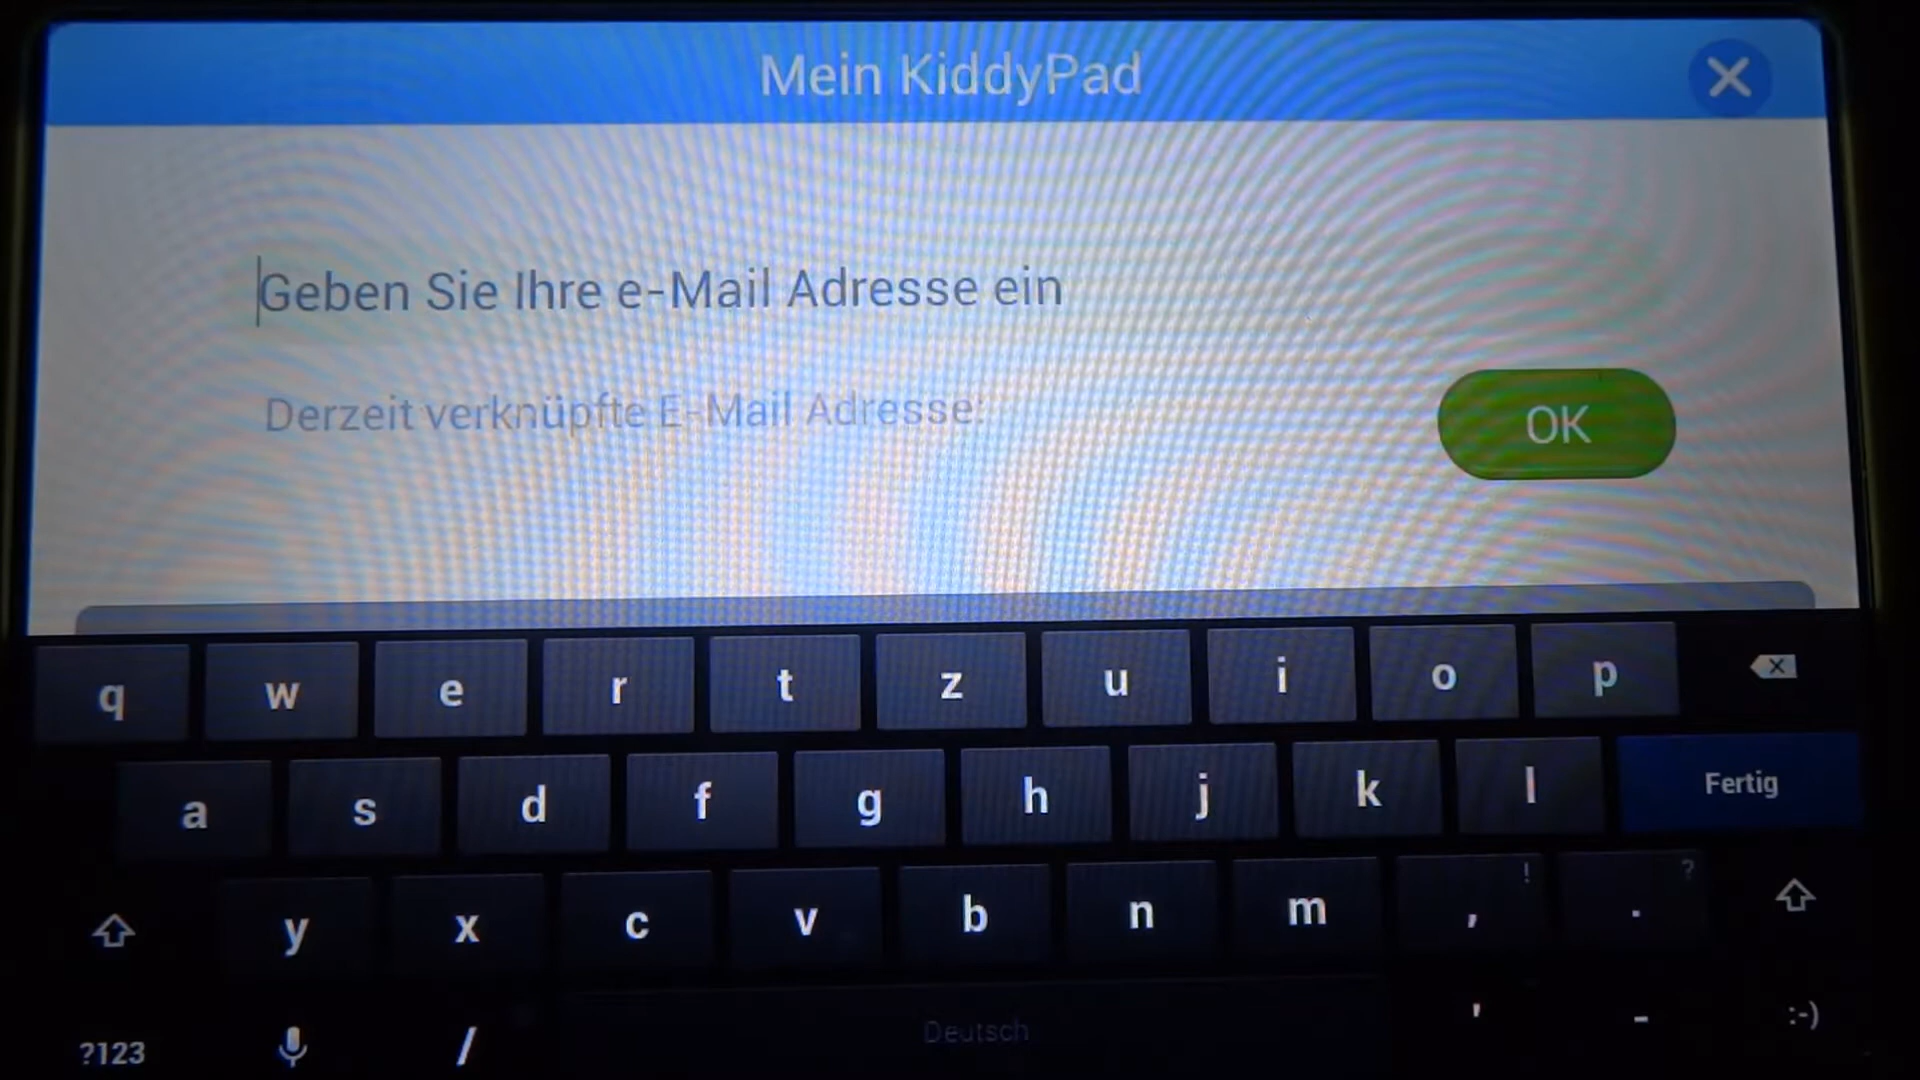 Mein KiddyPad
Geben Sie Ihre e-Mail Adresse ein
Derzeit verknüpfte E-Mail Adresse:
OK
q w e r t z u i o p
a s d f g h j k l Fertig
! ?
y x c v b n m , .
?123 / Deutsch ' - :-)